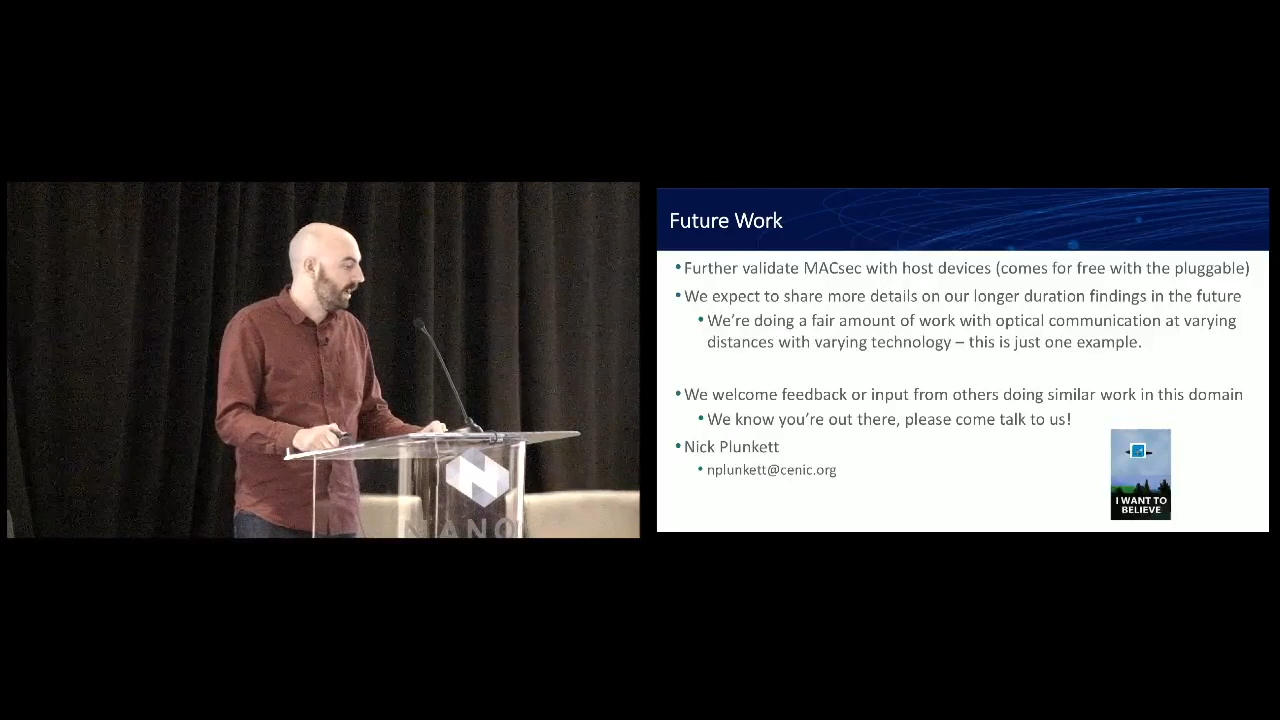 Future Work
•Further validate MACsec with host devices (comes for free with the pluggable)
•We expect to share more details on our longer duration findings in the future
•We're doing a fair amount of work with optical communication at varying
distances with varying technology – this is just one example.
•We welcome feedback or input from others doing similar work in this domain
•We know you're out there, please come talk to us!
•Nick Plunkett
•nplunkett@cenic.org
I WANT TO
BELIEVE
NANO